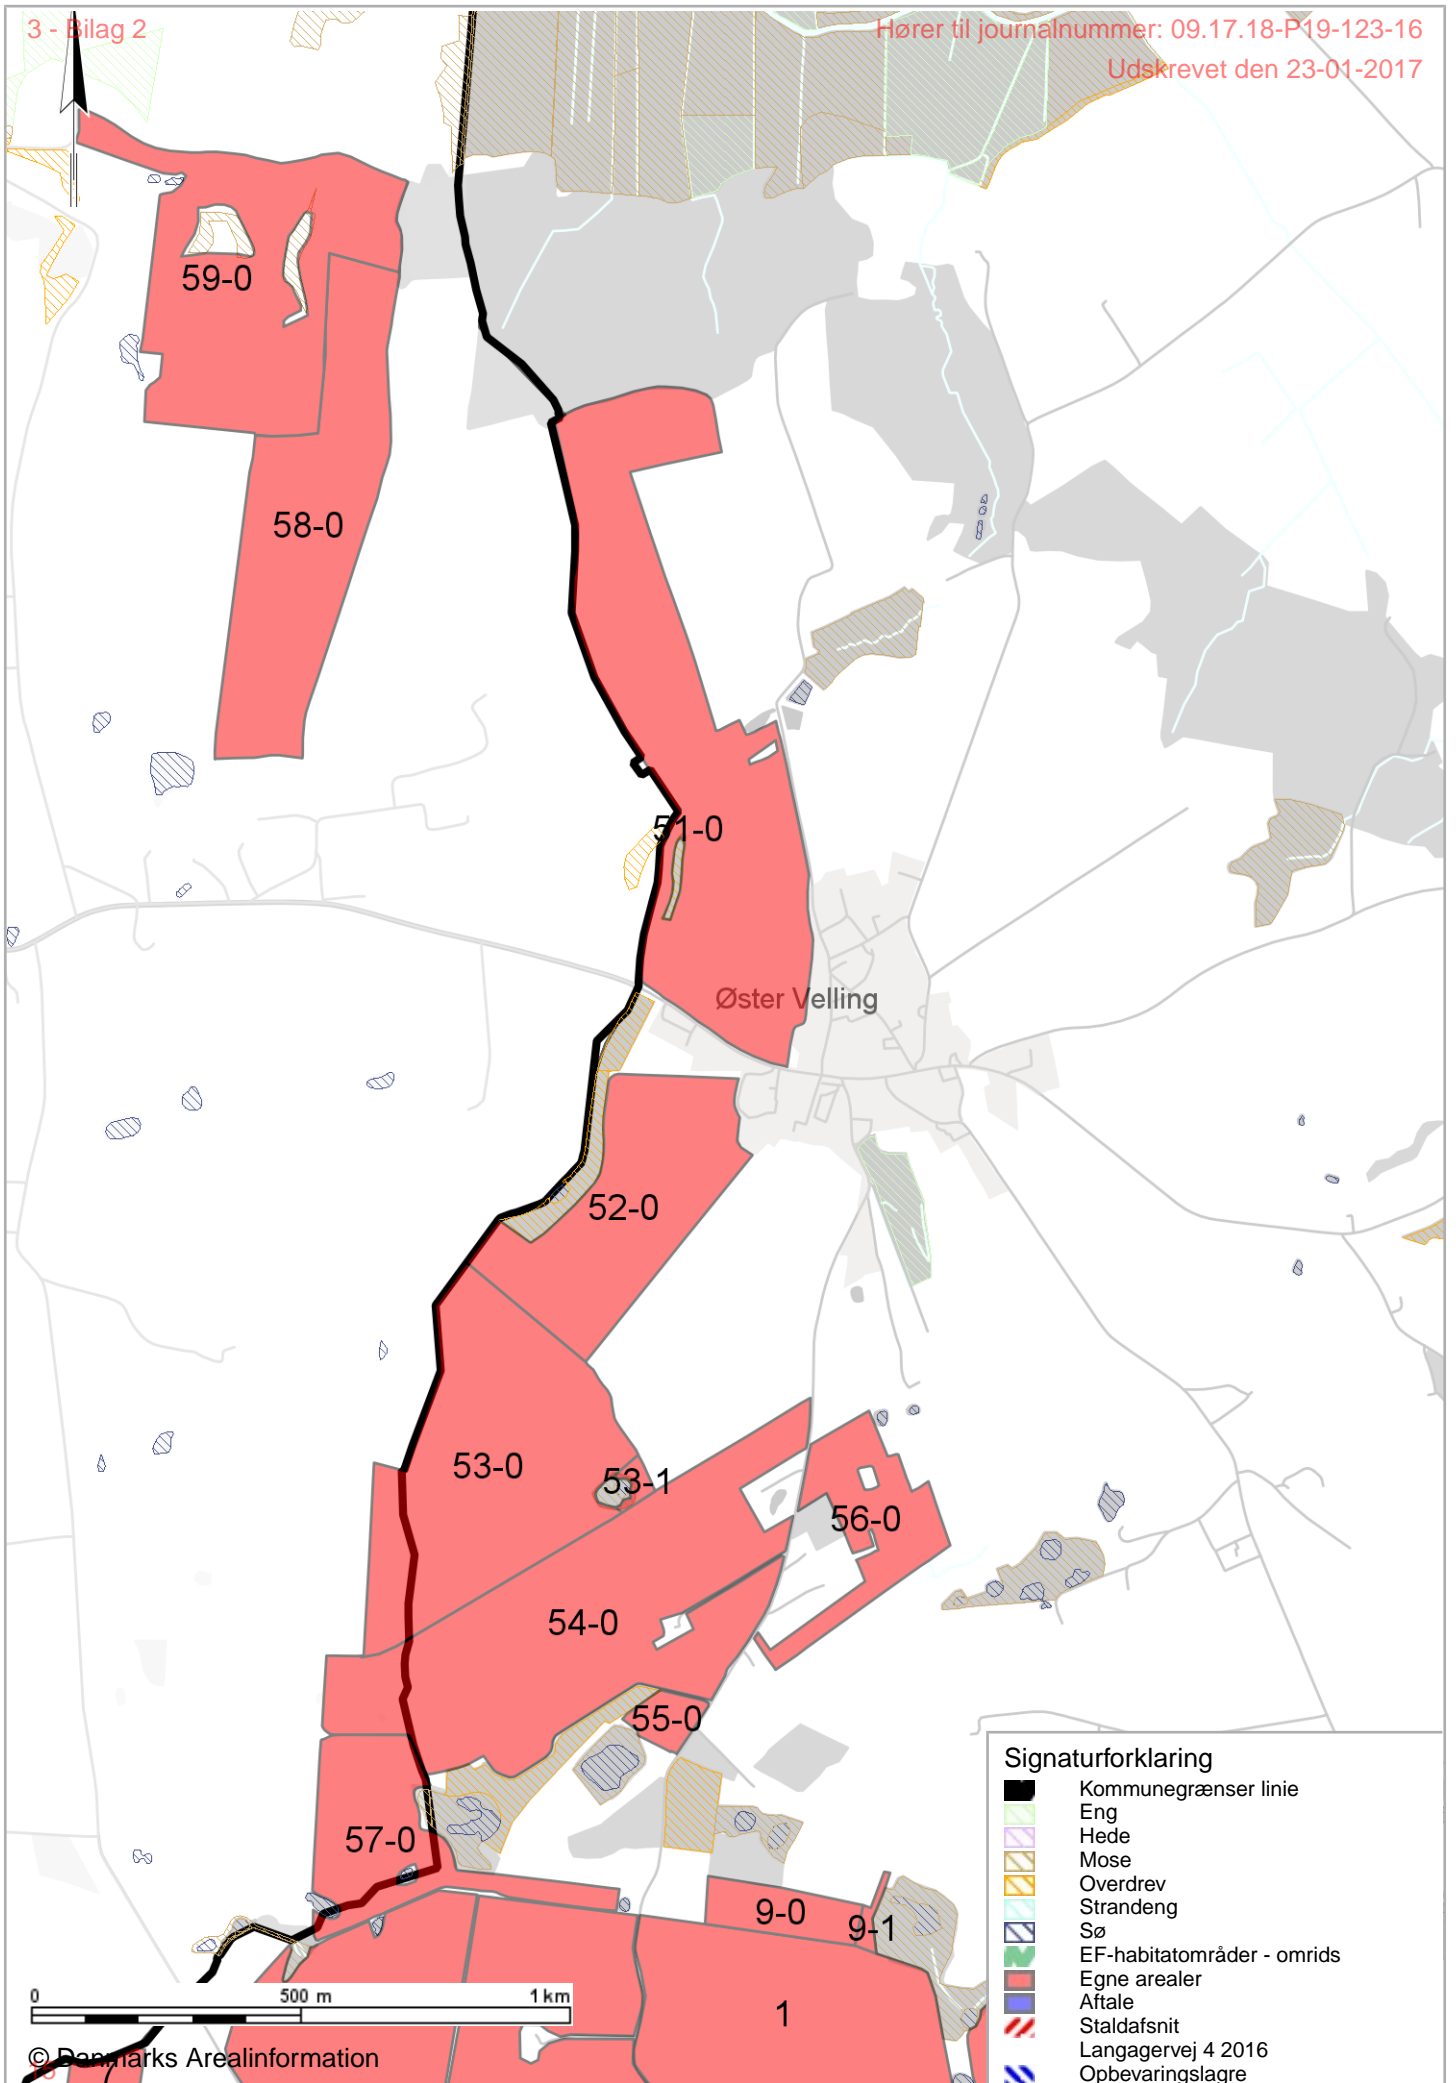 3 - Bilag 2
Hører til journalnummer: 09.17.18-P19-123-16
Udskrevet den 23-01-2017
59-0
58-0
51-0
Øster Velling
52-0
53-0
53-1
56-0
54-0
55-0
57-0
9-0
9-1
1
Signaturforklaring
Kommunegrænser linie
Eng
Hede
Mose
Overdrev
Strandeng
Sø
EF-habitatområder - omrids
Egne arealer
Aftale
Staldafsnit
Langagervej 4 2016
Opbevaringslagre
0 500 m 1 km
© Danmarks Arealinformation